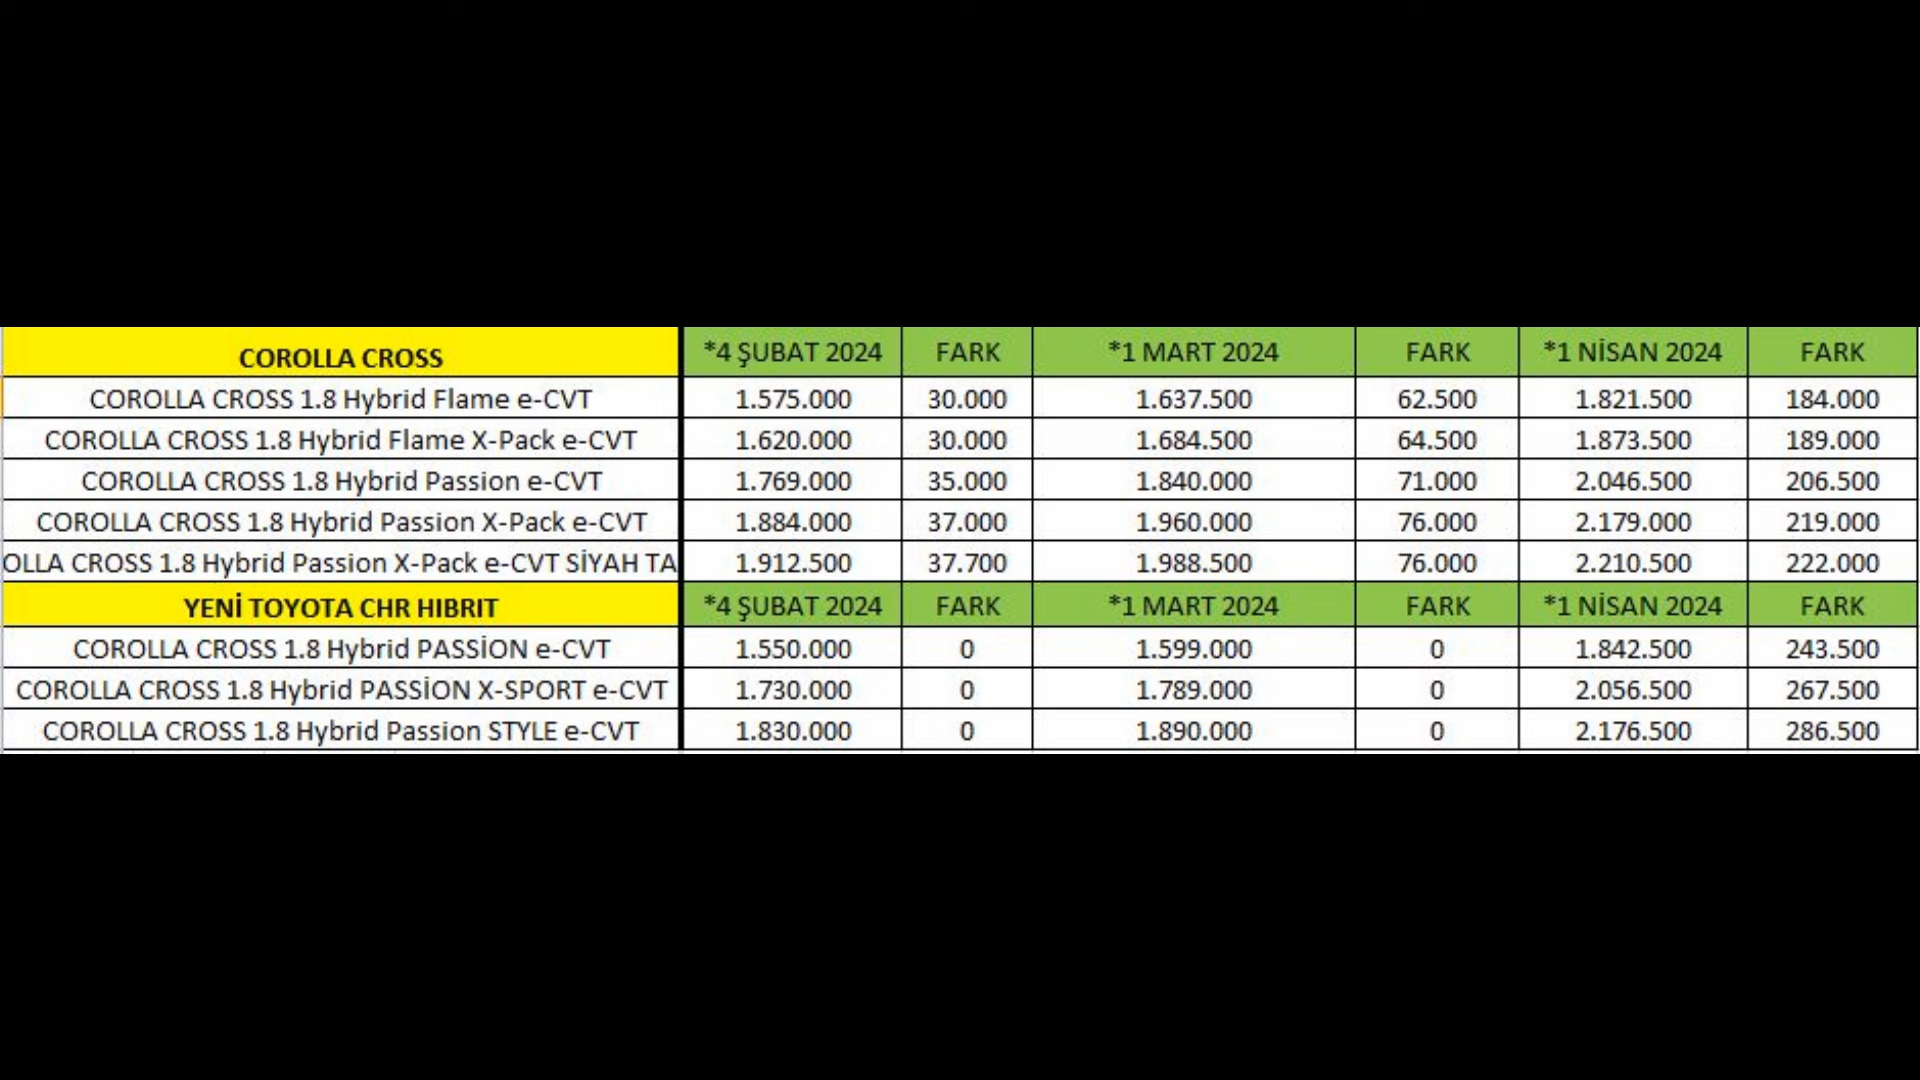 COROLLA CROSS *4 ŞUBAT 2024 FARK *1 MART 2024 FARK *1 NİSAN 2024 FARK
COROLLA CROSS 1.8 Hybrid Flame e-CVT 1.575.000 30.000 1.637.500 62.500 1.821.500 184.000
COROLLA CROSS 1.8 Hybrid Flame X-Pack e-CVT 1.620.000 30.000 1.684.500 64.500 1.873.500 189.000
COROLLA CROSS 1.8 Hybrid Passion e-CVT 1.769.000 35.000 1.840.000 71.000 2.046.500 206.500
COROLLA CROSS 1.8 Hybrid Passion X-Pack e-CVT 1.884.000 37.000 1.960.000 76.000 2.179.000 219.000
OLLA CROSS 1.8 Hybrid Passion X-Pack e-CVT SİYAH TA 1.912.500 37.700 1.988.500 76.000 2.210.500 222.000
YENİ TOYOTA CHR HIBRIT *4 ŞUBAT 2024 FARK *1 MART 2024 FARK *1 NİSAN 2024 FARK
COROLLA CROSS 1.8 Hybrid PASSİON e-CVT 1.550.000 0 1.599.000 0 1.842.500 243.500
COROLLA CROSS 1.8 Hybrid PASSİON X-SPORT e-CVT 1.730.000 0 1.789.000 0 2.056.500 267.500
COROLLA CROSS 1.8 Hybrid Passion STYLE e-CVT 1.830.000 0 1.890.000 0 2.176.500 286.500